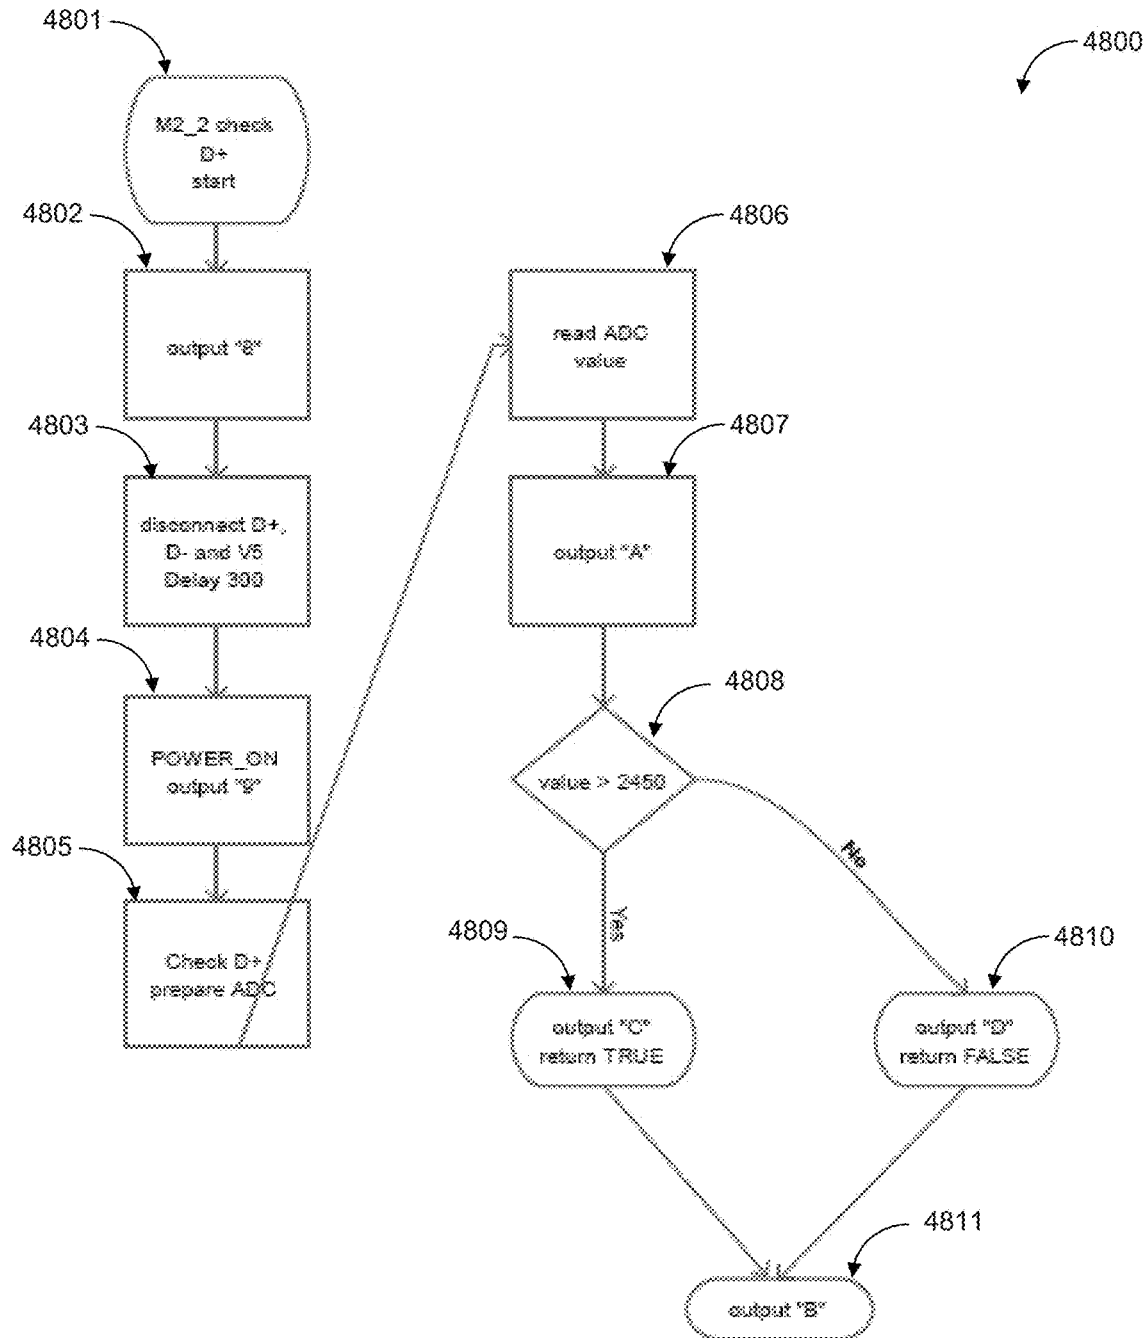 4801
4800
M2_2 check
D+
start
4802
output "8"
4803
disconnect D+,
D- and V5
Delay 300
4804
POWER_ON
output "9"
4805
Check D+
prepare ADC
4806
read ADC
value
4807
output "A"
4808
value > 2450
No
Yes
4809
output "C"
return TRUE
4810
output "D"
return FALSE
4811
output "B"